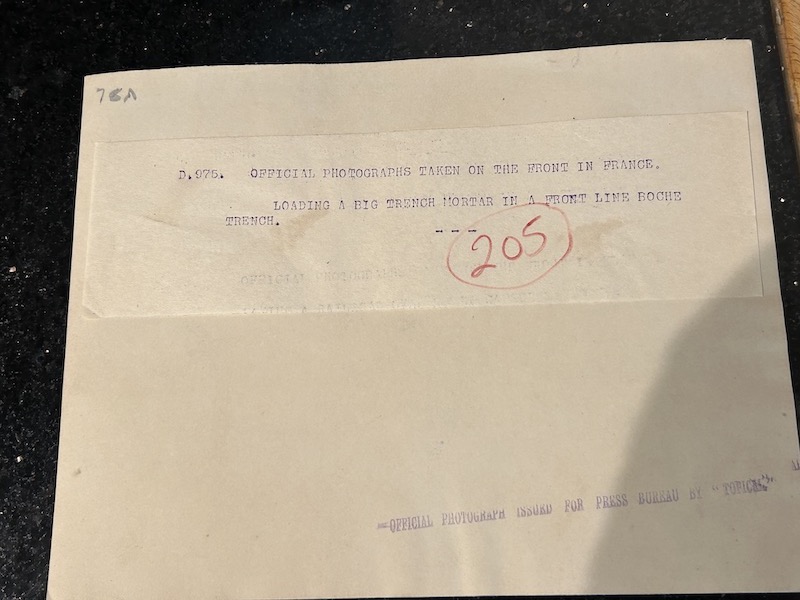 78A
D.975. OFFICIAL PHOTOGRAPHS TAKEN ON THE FRONT IN FRANCE.
LOADING A BIG TRENCH MORTAR IN A FRONT LINE BOCHE
TRENCH.
---
205
OFFICIAL
OFFICIAL PHOTOGRAPH ISSUED FOR PRESS BUREAU BY "TOPICAL"